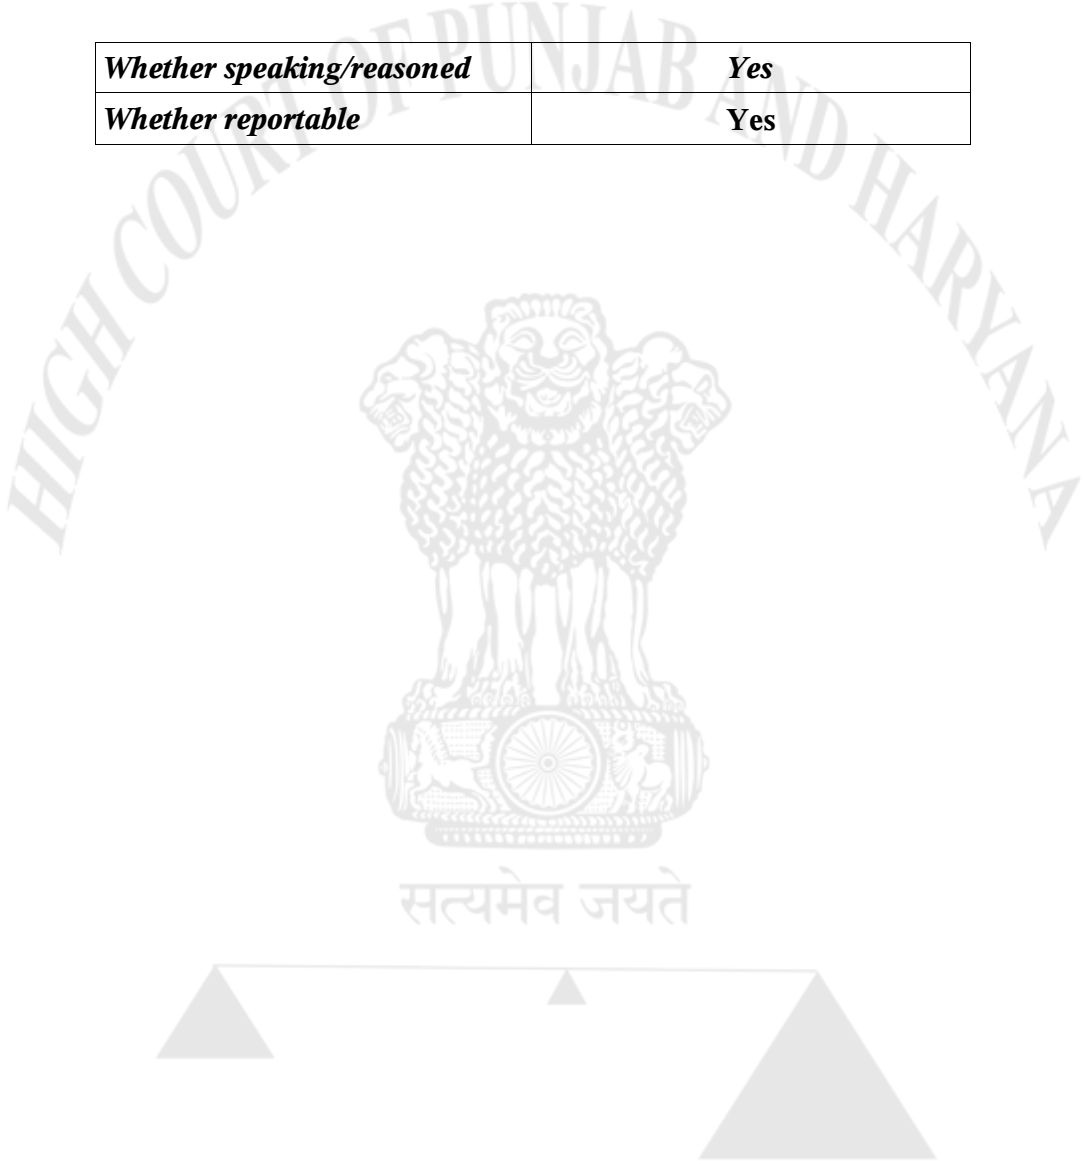 HIGH COURT OF PUNJAB AND HARYANA
Whether speaking/reasoned Yes
Whether reportable Yes
सत्यमेव जयते